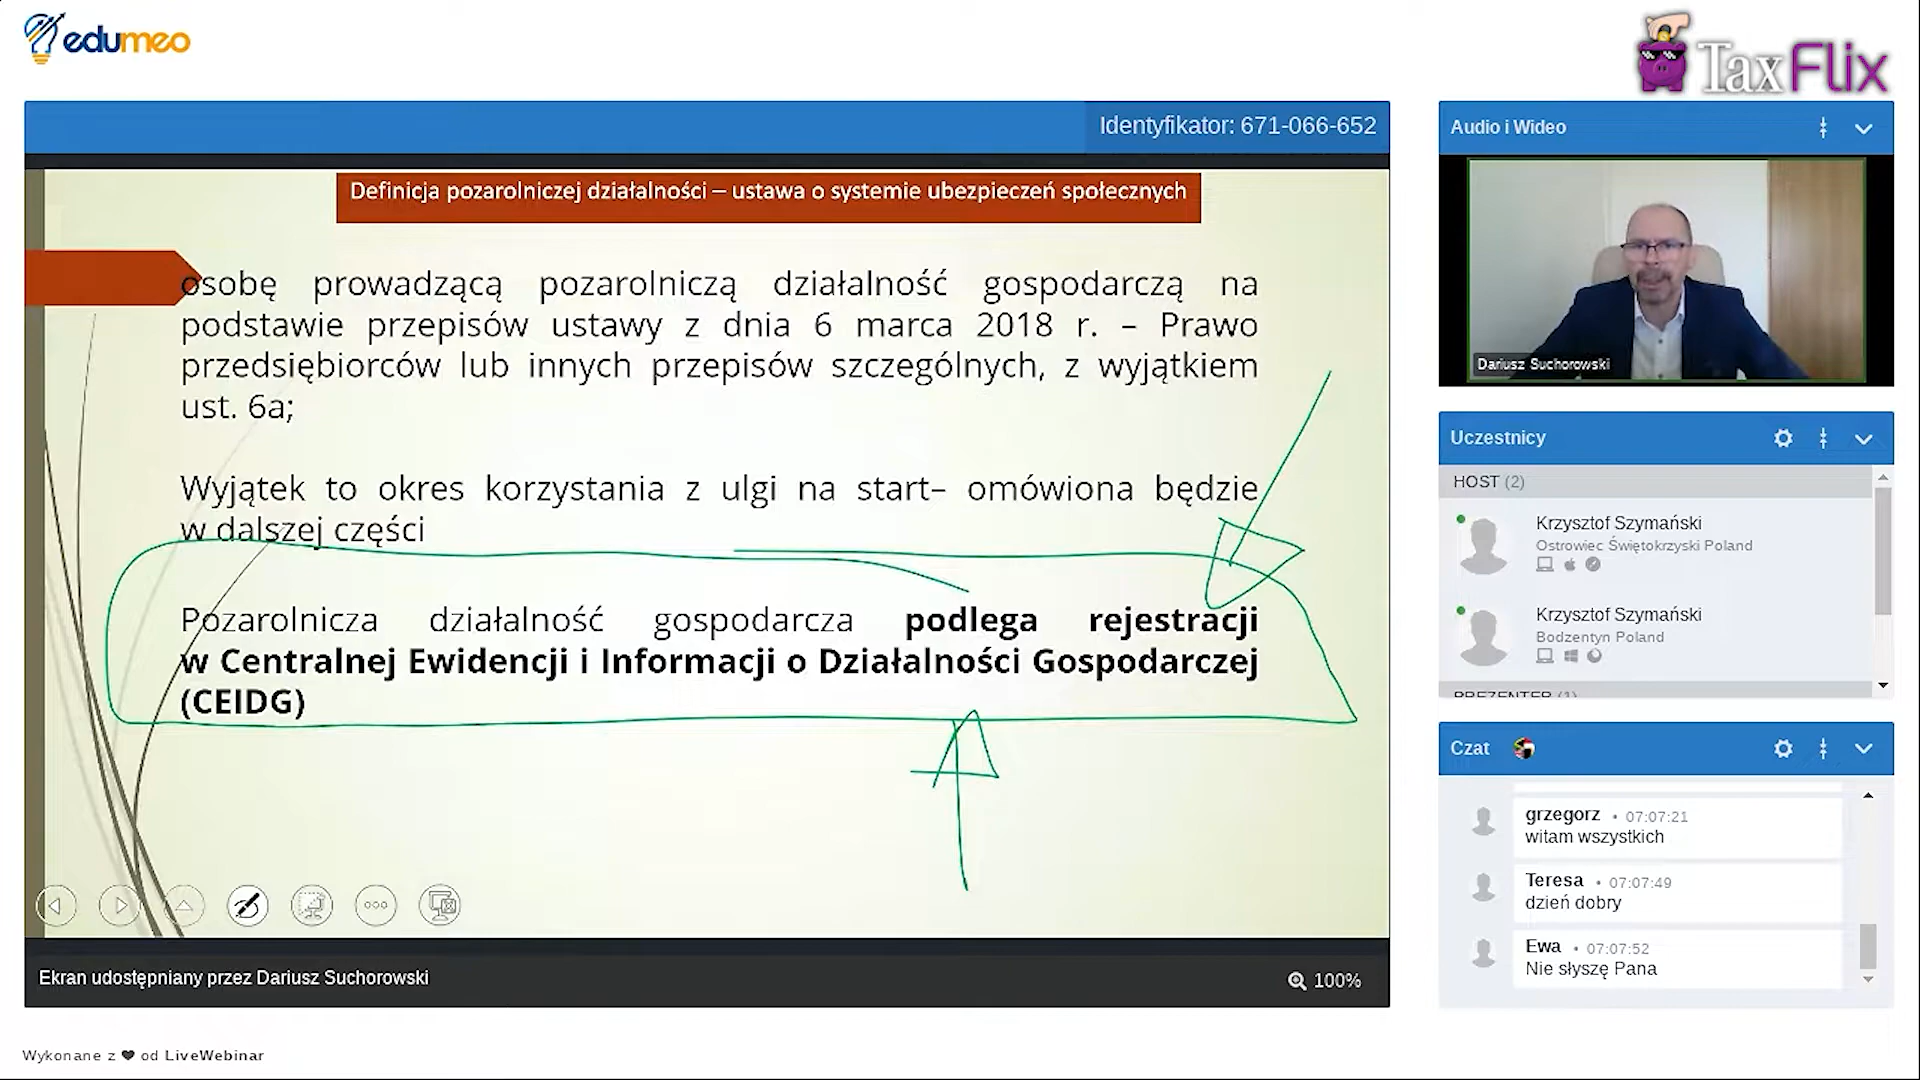 edumeo
TaxFlix
Identyfikator: 671-066-652
Definicja pozarolniczej działalności – ustawa o systemie ubezpieczeń społecznych
osobę prowadzącą pozarolniczą działalność gospodarczą na
podstawie przepisów ustawy z dnia 6 marca 2018 r. – Prawo
przedsiębiorców lub innych przepisów szczególnych, z wyjątkiem
ust. 6a;
Wyjątek to okres korzystania z ulgi na start– omówiona będzie
w dalszej części
Pozarolnicza działalność gospodarcza podlega rejestracji
w Centralnej Ewidencji i Informacji o Działalności Gospodarczej
(CEIDG)
Ekran udostępniany przez Dariusz Suchorowski
100%
Audio i Wideo
Dariusz Suchorowski
Uczestnicy
HOST (2)
Krzysztof Szymański
Ostrowiec Świętokrzyski Poland
Krzysztof Szymański
Bodzentyn Poland
PREZENTER (1)
Czat
grzegorz • 07:07:21
witam wszystkich
Teresa • 07:07:49
dzień dobry
Ewa • 07:07:52
Nie słyszę Pana
Wykonane z ❤ od LiveWebinar